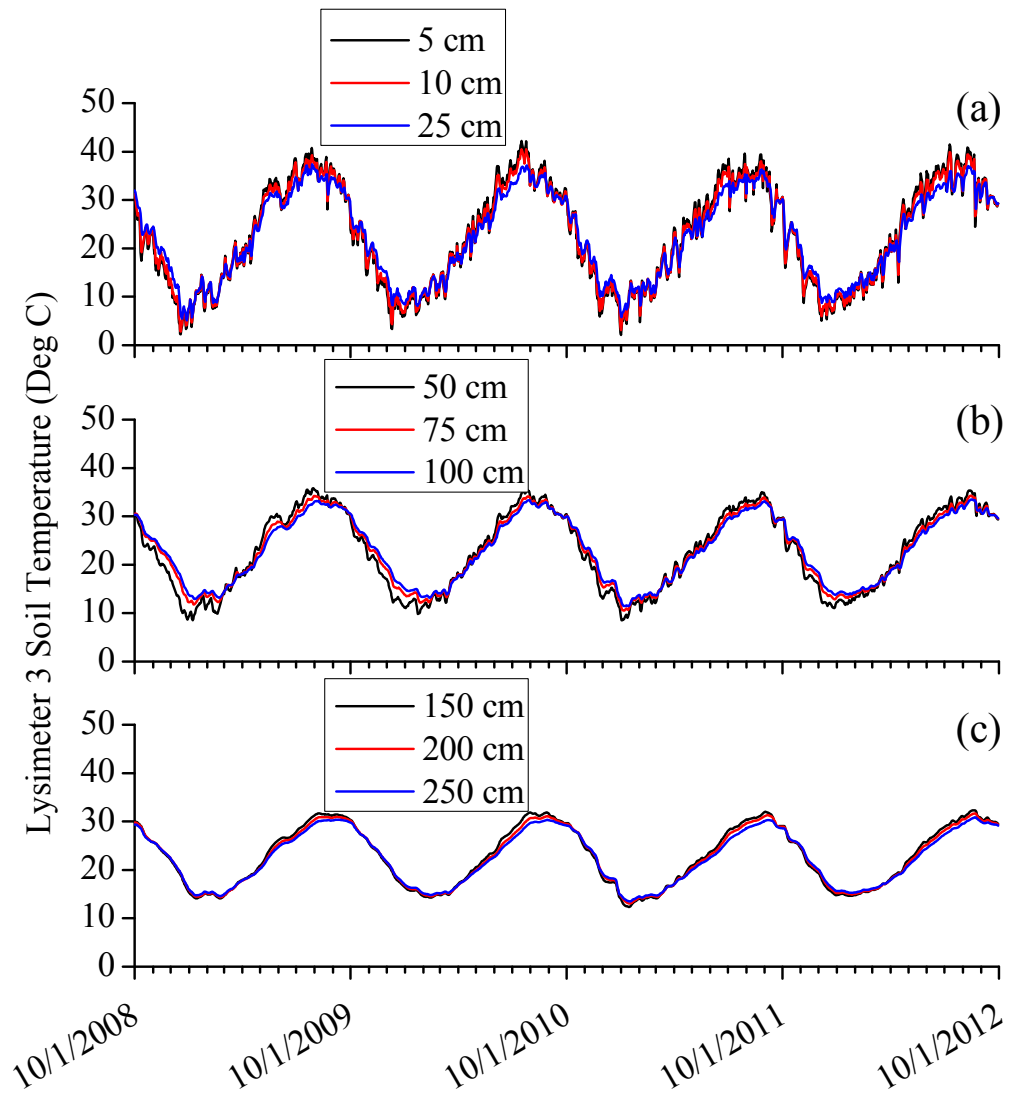 5 cm
10 cm
25 cm
(a)
50
40
30
20
10
0
50 cm
75 cm
100 cm
(b)
50
40
30
20
10
0
150 cm
200 cm
250 cm
(c)
50
40
30
20
10
0
Lysimeter 3 Soil Temperature (Deg C)
10/1/2008
10/1/2009
10/1/2010
10/1/2011
10/1/2012